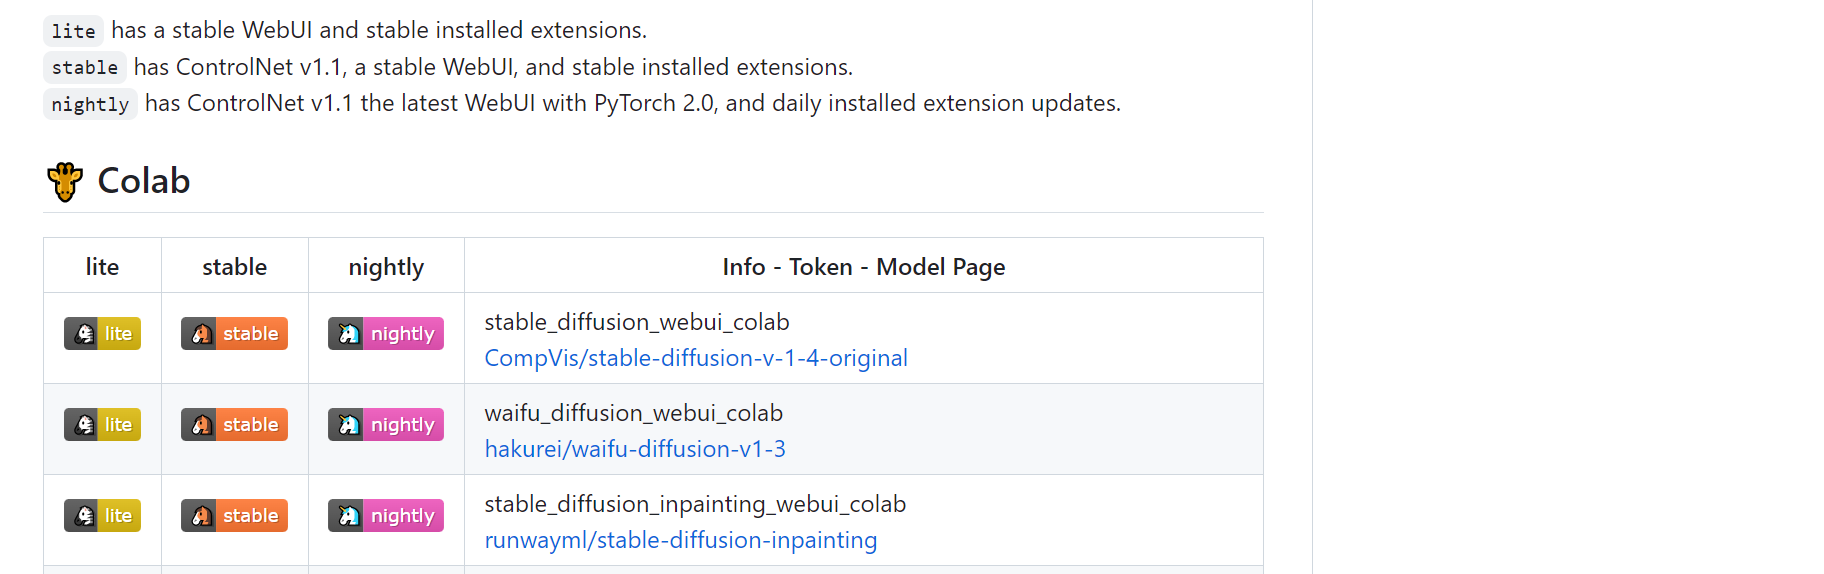 lite has a stable WebUI and stable installed extensions.
stable has ControlNet v1.1, a stable WebUI, and stable installed extensions.
nightly has ControlNet v1.1 the latest WebUI with PyTorch 2.0, and daily installed extension updates.
Colab
lite stable nightly Info - Token - Model Page
lite stable nightly stable_diffusion_webui_colab
CompVis/stable-diffusion-v-1-4-original
lite stable nightly waifu_diffusion_webui_colab
hakurei/waifu-diffusion-v1-3
lite stable nightly stable_diffusion_inpainting_webui_colab
runwayml/stable-diffusion-inpainting